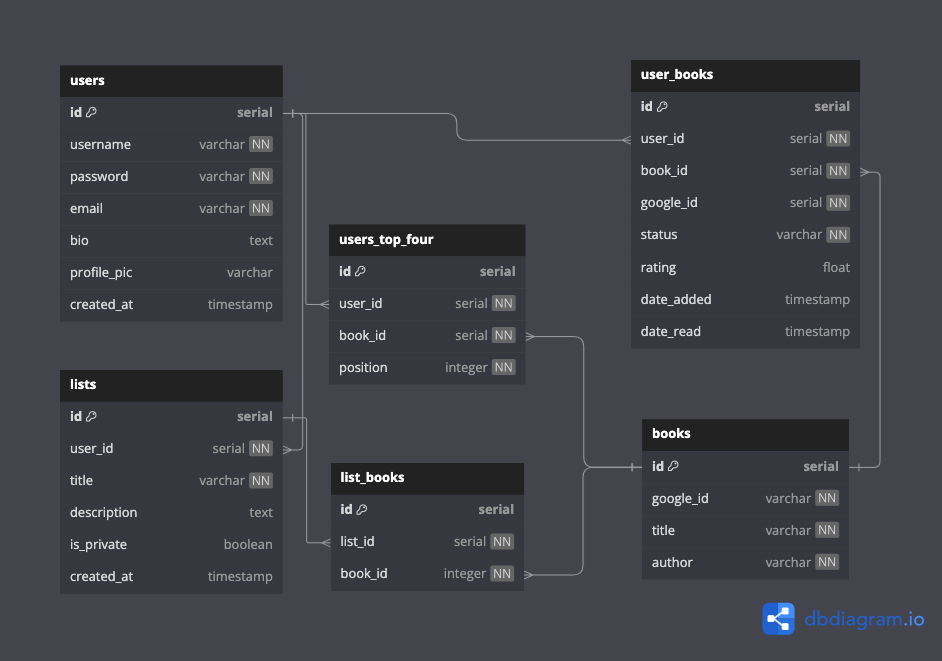 users
id serial
username varchar NN
password varchar NN
email varchar NN
bio text
profile_pic varchar
created_at timestamp
user_books
id serial
user_id serial NN
book_id serial NN
google_id serial NN
status varchar NN
rating float
date_added timestamp
date_read timestamp
users_top_four
id serial
user_id serial NN
book_id serial NN
position integer NN
lists
id serial
user_id serial NN
title varchar NN
description text
is_private boolean
created_at timestamp
list_books
id serial
list_id serial NN
book_id integer NN
books
id serial
google_id varchar NN
title varchar NN
author varchar NN
dbdiagram.io